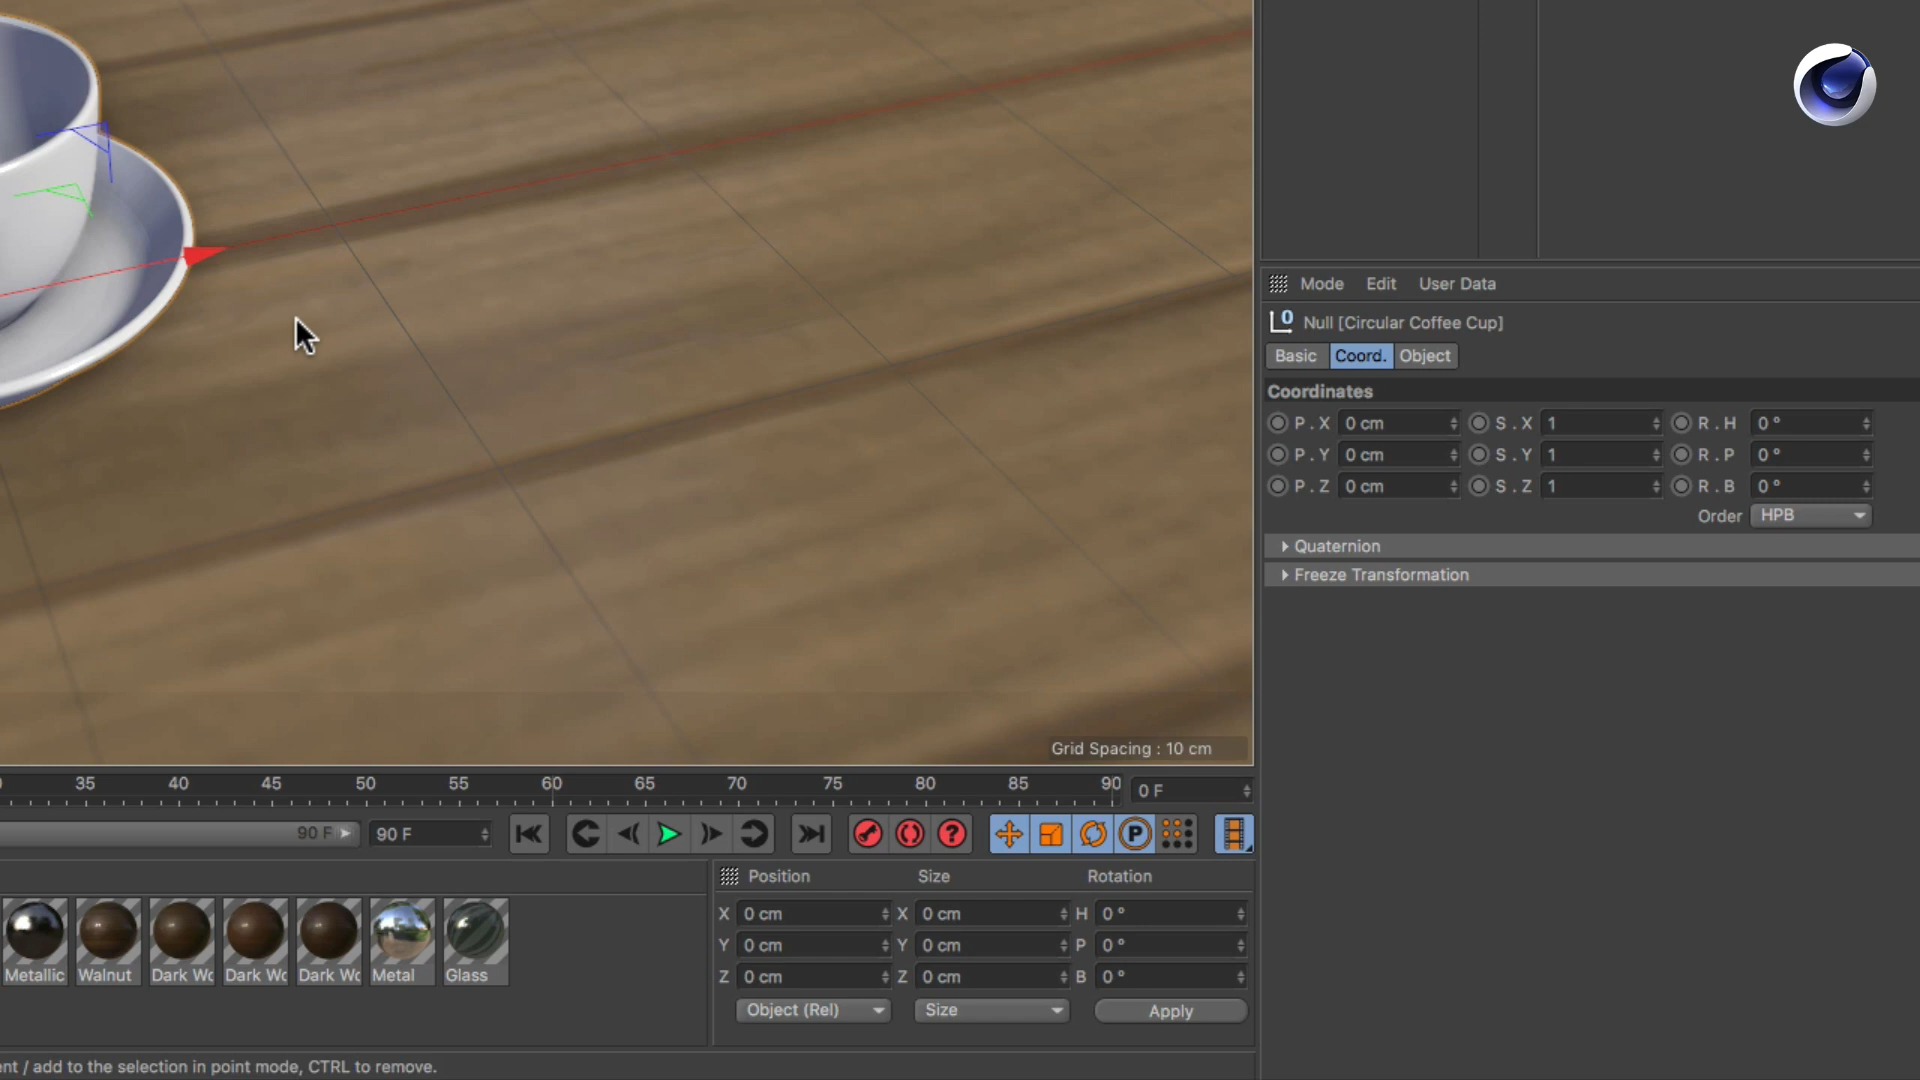 Mode Edit User Data
0 Null [Circular Coffee Cup]
Basic Coord. Object
Coordinates
P . X 0 cm S . X 1 R . H 0 °
P . Y 0 cm S . Y 1 R . P 0 °
P . Z 0 cm S . Z 1 R . B 0 °
Order HPB
Quaternion
Freeze Transformation
Grid Spacing : 10 cm
35 40 45 50 55 60 65 70 75 80 85 90 0 F
90 F 90 F ? P
Position Size Rotation
X 0 cm X 0 cm H 0 °
Y 0 cm Y 0 cm P 0 °
Z 0 cm Z 0 cm B 0 °
Object (Rel) Size Apply
Metallic Walnut Dark Wo Dark Wo Dark Wo Metal Glass
nt / add to the selection in point mode, CTRL to remove.